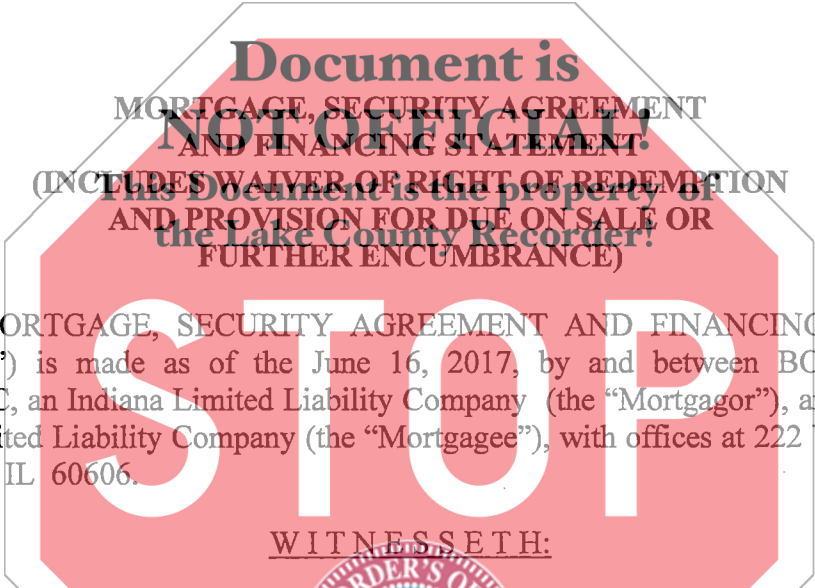 Document is
MORTGAGE, SECURITY AGREEMENT
NOT OFFICIAL!
AND FINANCING STATEMENT
(INCLUDES WAIVER OF RIGHT OF REDEMPTION
This Document is the property of
AND PROVISION FOR DUE ON SALE OR
the Lake County Recorder!
FURTHER ENCUMBRANCE)
ORTGAGE, SECURITY AGREEMENT AND FINANCING
”) is made as of the June 16, 2017, by and between BO
C, an Indiana Limited Liability Company (the “Mortgagor”), a
ited Liability Company (the “Mortgagee”), with offices at 222
IL 60606.
STOP
WITNESSETH:
RDER'S O